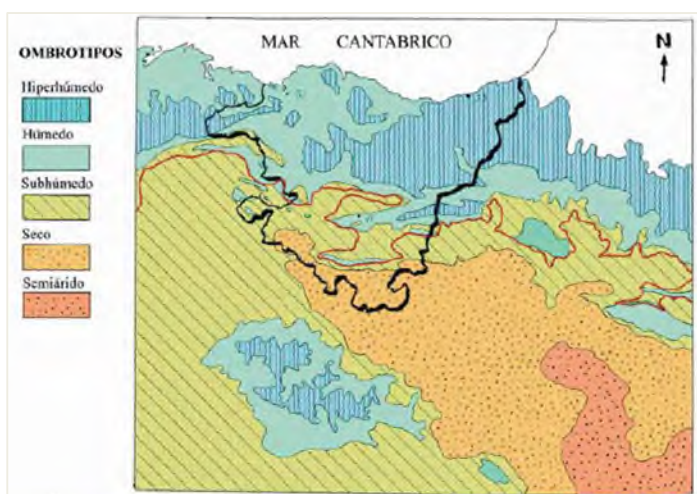 MAR CANTABRICO
N
OMBROTIPOS
Hiperhúmedo
Húmedo
Subhúmedo
Seco
Semiárido